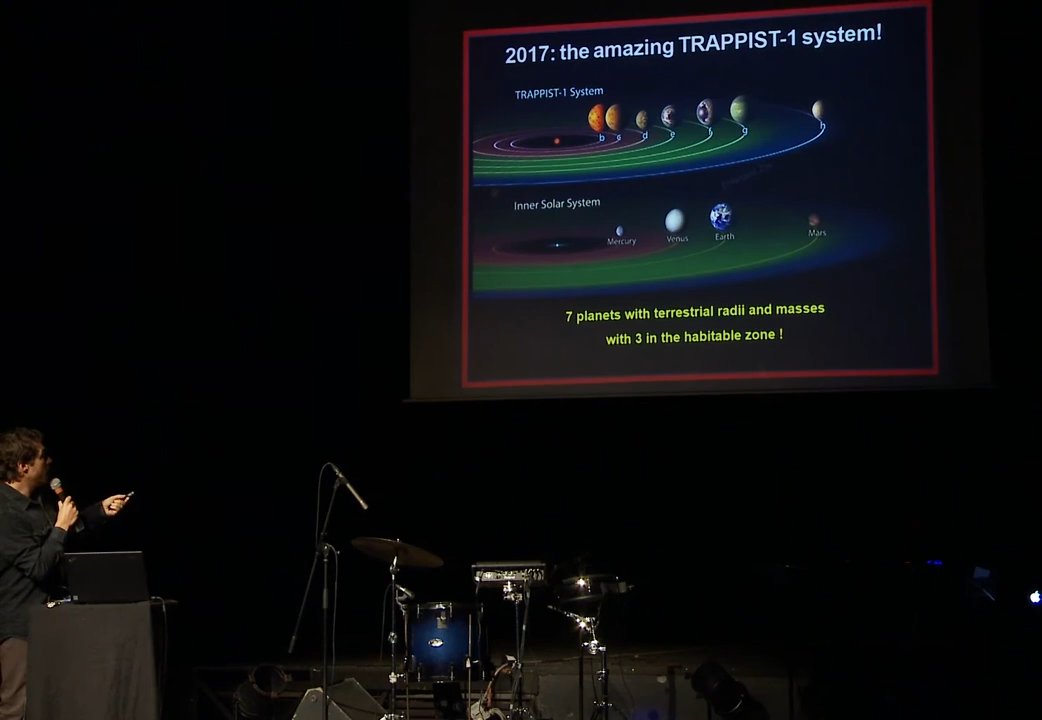 2017: the amazing TRAPPIST-1 system!
TRAPPIST-1 System
b c d e f g h
Inner Solar System
Mercury Venus Earth Mars
7 planets with terrestrial radii and masses
with 3 in the habitable zone !